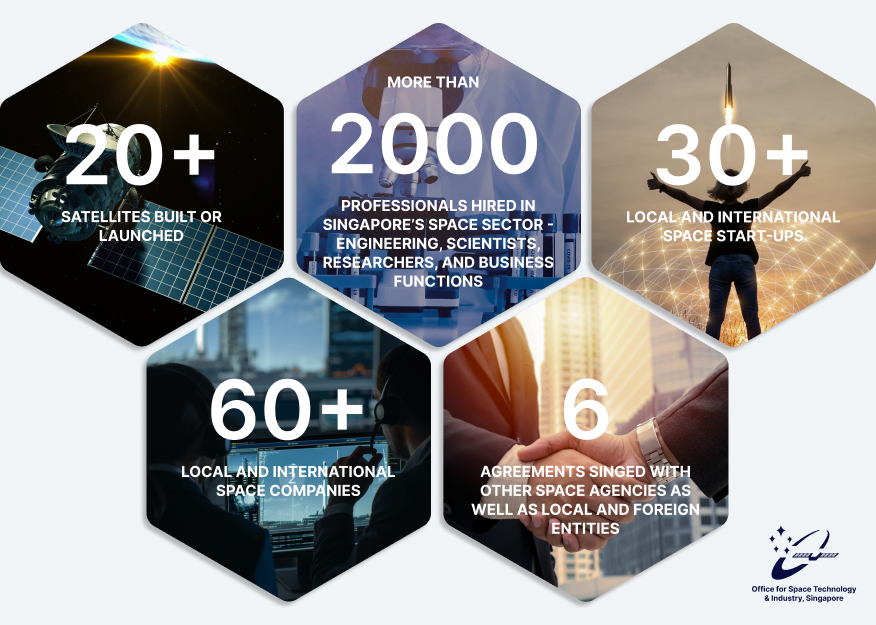 20+
SATELLITES BUILT OR
LAUNCHED
MORE THAN
2000
PROFESSIONALS HIRED IN
SINGAPORE'S SPACE SECTOR -
ENGINEERING, SCIENTISTS,
RESEARCHERS, AND BUSINESS
FUNCTIONS
30+
LOCAL AND INTERNATIONAL
SPACE START-UPS.
60+
LOCAL AND INTERNATIONAL
SPACE COMPANIES
6
AGREEMENTS SINGED WITH
OTHER SPACE AGENCIES AS
WELL AS LOCAL AND FOREIGN
ENTITIES
Office for Space Technology
& Industry, Singapore